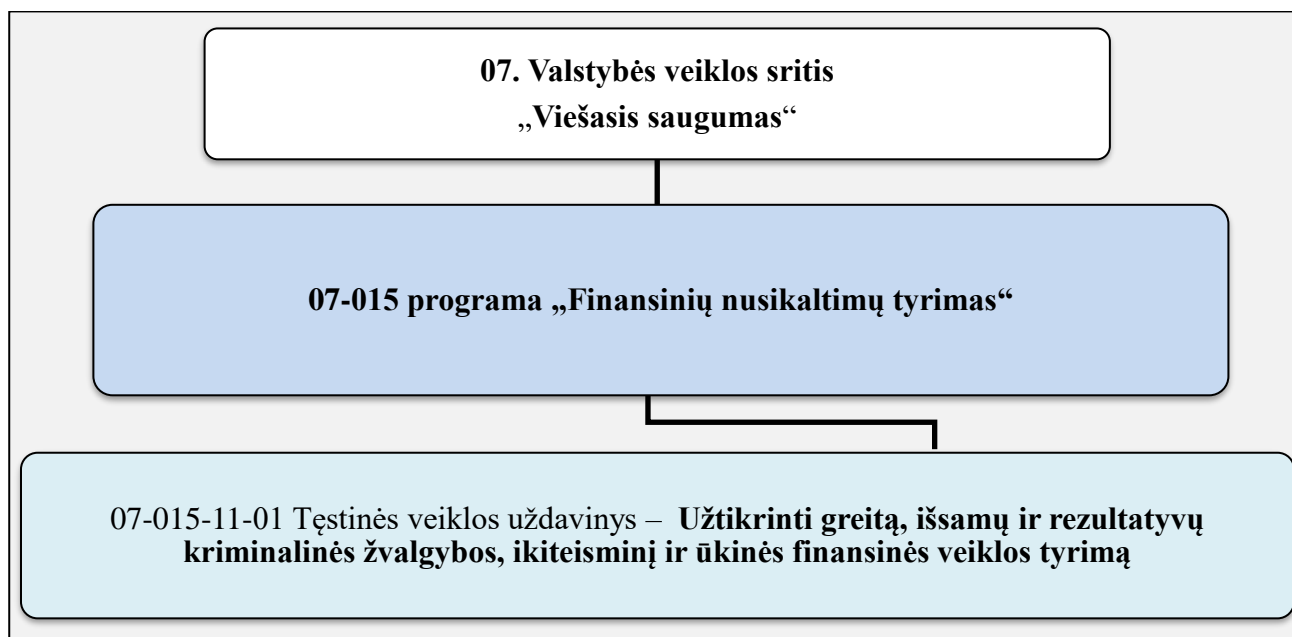 07. Valstybės veiklos sritis
„Viešasis saugumas“
07-015 programa „Finansinių nusikaltimų tyrimas“
07-015-11-01 Tęstinės veiklos uždavinys – Užtikrinti greitą, išsamų ir rezultatyvų
kriminalinės žvalgybos, ikiteisminį ir ūkinės finansinės veiklos tyrimą